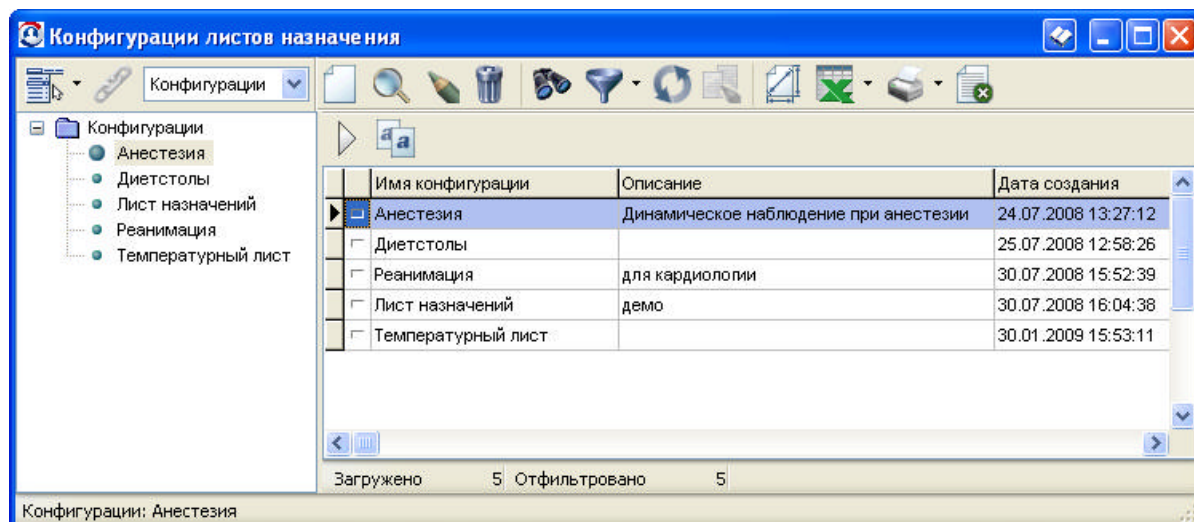 Конфигурации листов назначения
Конфигурации
Конфигурации
Анестезия
Диетстолы
Лист назначений
Реанимация
Температурный лист
a a
Имя конфигурации Описание Дата создания
Анестезия Динамическое наблюдение при анестезии 24.07.2008 13:27:12
Диетстолы 25.07.2008 12:58:26
Реанимация для кардиологии 30.07.2008 15:52:39
Лист назначений демо 30.07.2008 16:04:38
Температурный лист 30.01.2009 15:53:11
Загружено 5 Отфильтровано 5
Конфигурации: Анестезия